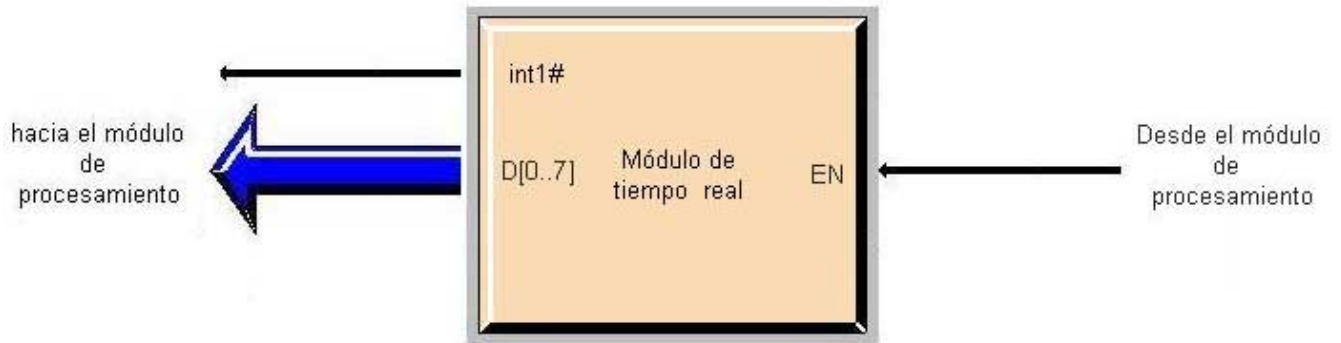 int1#
hacia el módulo
de
procesamiento
D[0..7]
Módulo de
tiempo real
EN
Desde el módulo
de
procesamiento